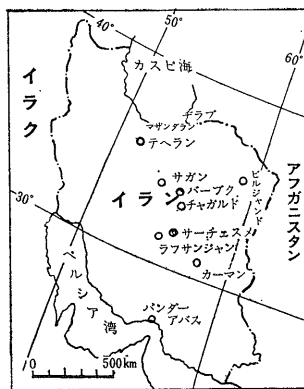 40°
50°
60°
カスピ海
イラク
チラブ
マザンダラン
テヘラン
サガン
ビルジャンド
アフガニスタン
イラン
バーブク
チャガルド
30°
サーチェスメ
ラフサンジャン
カーマン
ペルシア湾
バンダー
アバス
0 500km